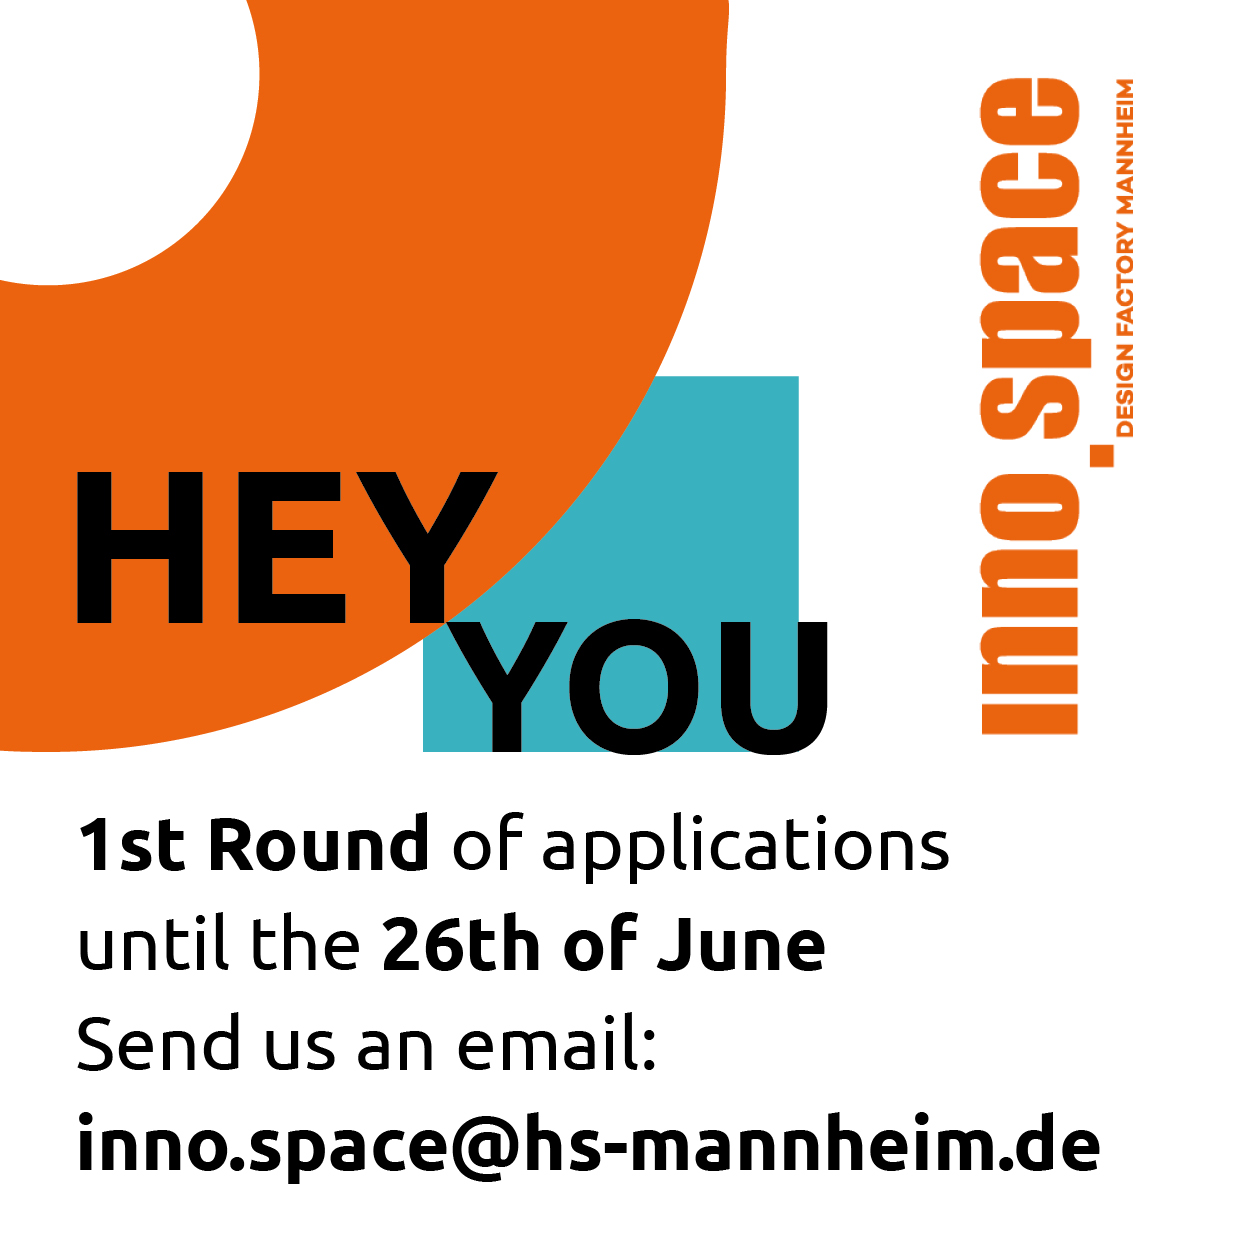 HEY
YOU
inno.space
DESIGN FACTORY MANNHEIM
1st Round of applications
until the 26th of June
Send us an email:
inno.space@hs-mannheim.de